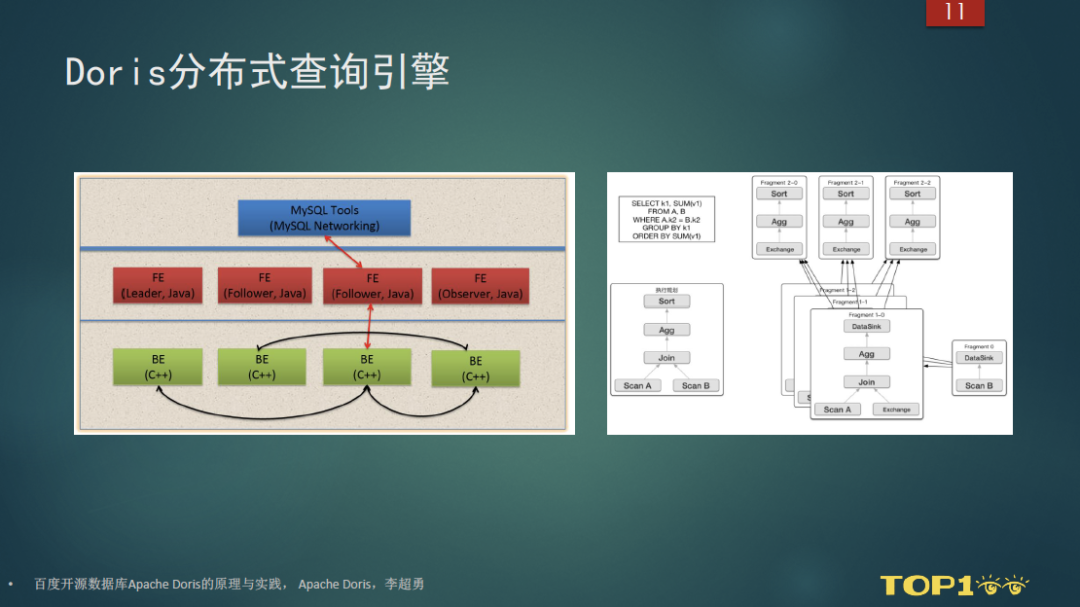 11
Doris分布式查询引擎
MySQL Tools
(MySQL Networking)
FE
(Leader, Java)
FE
(Follower, Java)
FE
(Follower, Java)
FE
(Observer, Java)
BE
(C++)
BE
(C++)
BE
(C++)
BE
(C++)
SELECT k1, SUM(v1)
FROM A, B
WHERE A.k2 = B.k2
GROUP BY k1
ORDER BY SUM(v1)
执行规划
Sort
Agg
Join
Scan A
Scan B
Fragment 2-0
Sort
Agg
Exchange
Fragment 2-1
Sort
Agg
Exchange
Fragment 2-2
Sort
Agg
Exchange
Fragment 1-2
Fragment 1-1
Fragment 1-0
DataSink
Agg
Join
Scan A
Exchange
Fragment 0
DataSink
Scan B
• 百度开源数据库Apache Doris的原理与实践， Apache Doris，李超勇
TOP1